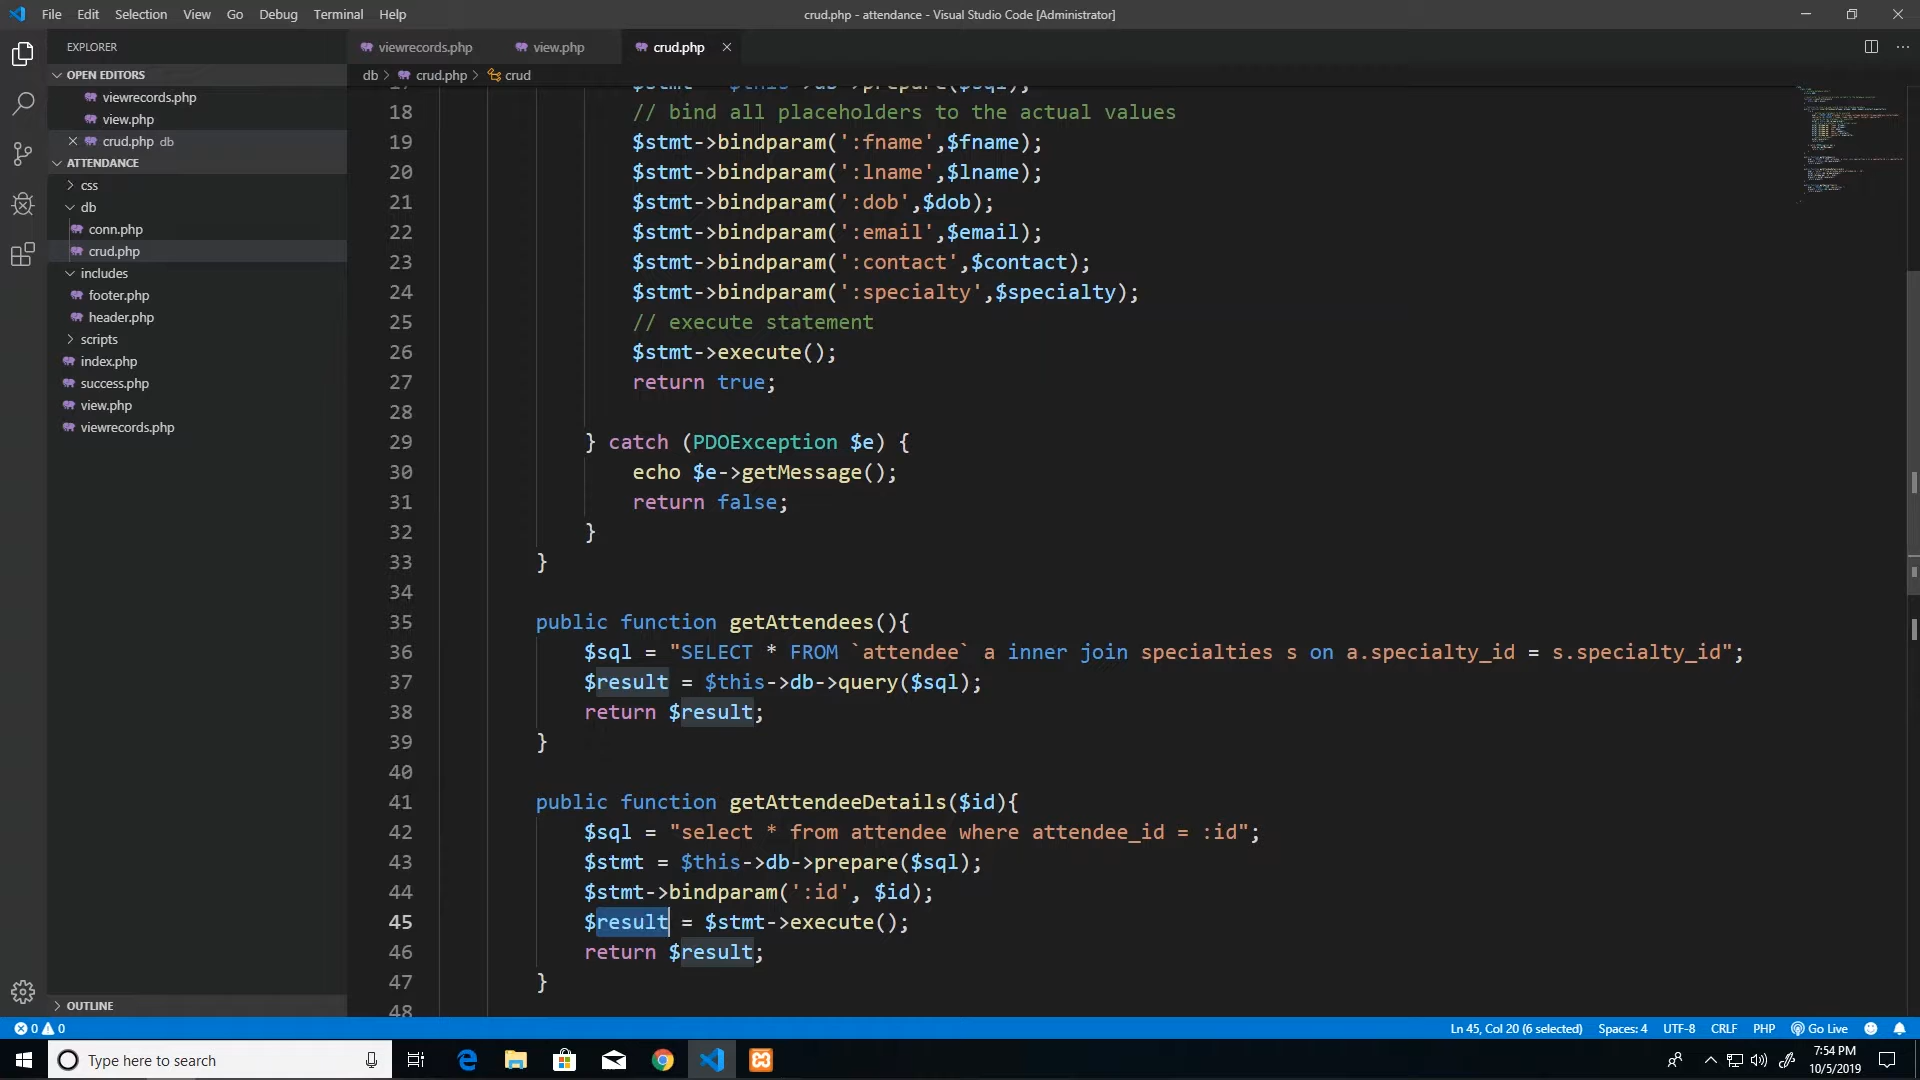 File Edit Selection View Go Debug Terminal Help
crud.php - attendance - Visual Studio Code [Administrator]
EXPLORER
OPEN EDITORS
viewrecords.php
view.php
crud.php db
ATTENDANCE
css
db
conn.php
crud.php
includes
footer.php
header.php
scripts
index.php
success.php
view.php
viewrecords.php
OUTLINE
viewrecords.php view.php crud.php
db > crud.php > crud
17 $stmt = $this->db->prepare($sql);
18 // bind all placeholders to the actual values
19 $stmt->bindparam(':fname',$fname);
20 $stmt->bindparam(':lname',$lname);
21 $stmt->bindparam(':dob',$dob);
22 $stmt->bindparam(':email',$email);
23 $stmt->bindparam(':contact',$contact);
24 $stmt->bindparam(':specialty',$specialty);
25 // execute statement
26 $stmt->execute();
27 return true;
28
29 } catch (PDOException $e) {
30 echo $e->getMessage();
31 return false;
32 }
33 }
34
35 public function getAttendees(){
36 $sql = "SELECT * FROM `attendee` a inner join specialties s on a.specialty_id = s.specialty_id";
37 $result = $this->db->query($sql);
38 return $result;
39 }
40
41 public function getAttendeeDetails($id){
42 $sql = "select * from attendee where attendee_id = :id";
43 $stmt = $this->db->prepare($sql);
44 $stmt->bindparam(':id', $id);
45 $result = $stmt->execute();
46 return $result;
47 }
48
0 0
Ln 45, Col 20 (6 selected) Spaces: 4 UTF-8 CRLF PHP Go Live
Type here to search
7:54 PM
10/5/2019